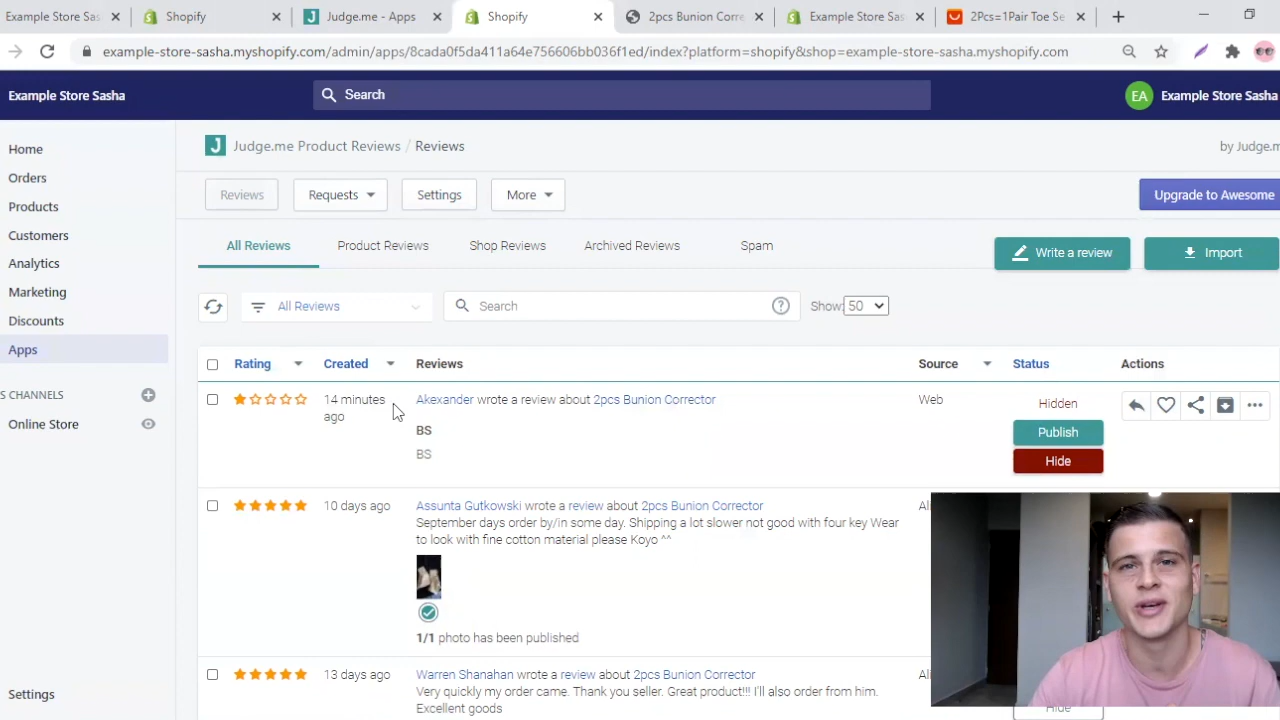 Example Store Sas
Shopify
Judge.me - Apps
Shopify
2pcs Bunion Corre
Example Store Sas
2Pcs=1Pair Toe Se
example-store-sasha.myshopify.com/admin/apps/8cada0f5da411a64e756606bb036f1ed/index?platform=shopify&shop=example-store-sasha.myshopify.com
Example Store Sasha
Search
EA
Example Store Sasha
Home
Orders
Products
Customers
Analytics
Marketing
Discounts
Apps
S CHANNELS
Online Store
Settings
J
Judge.me Product Reviews / Reviews
by Judge.m
Reviews
Requests
Settings
More
Upgrade to Awesome
All Reviews
Product Reviews
Shop Reviews
Archived Reviews
Spam
Write a review
Import
All Reviews
Search
?
Show: 50
Rating
Created
Reviews
Source
Status
Actions
14 minutes
ago
Akexander wrote a review about 2pcs Bunion Corrector
BS
BS
Web
Hidden
Publish
Hide
10 days ago
Assunta Gutkowski wrote a review about 2pcs Bunion Corrector
September days order by/in some day. Shipping a lot slower not good with four key Wear
to look with fine cotton material please Koyo ^^
1/1 photo has been published
Al
13 days ago
Warren Shanahan wrote a review about 2pcs Bunion Corrector
Very quickly my order came. Thank you seller. Great product!!! I'll also order from him.
Excellent goods
Al
Hide